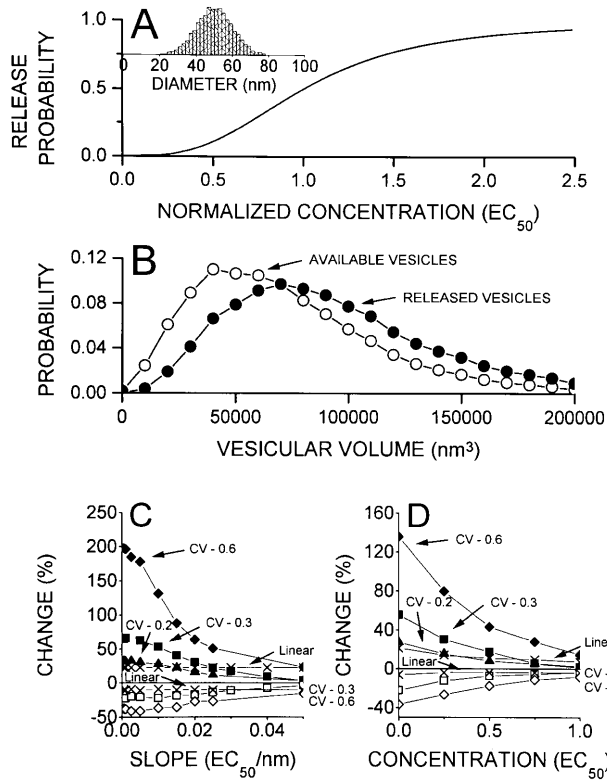 A
RELEASE PROBABILITY
1.0
0.5
0.0
0 20 40 60 80 100
DIAMETER (nm)
0.0 0.5 1.0 1.5 2.0 2.5
NORMALIZED CONCENTRATION (EC50)
B
PROBABILITY
0.12
0.08
0.04
0.00
AVAILABLE VESICLES
RELEASED VESICLES
0 50000 100000 150000 200000
VESICULAR VOLUME (nm³)
C
CHANGE (%)
250
200
150
100
50
0
-50
CV - 0.6
CV - 0.2
CV - 0.3
Linear
Linear
CV - 0.3
CV - 0.6
0.00 0.02 0.04
SLOPE (EC50/nm)
D
CHANGE (%)
160
120
80
40
0
-40
CV - 0.6
CV - 0.2
CV - 0.3
Linear
Line
CV -
CV -
0.0 0.5 1.0
CONCENTRATION (EC50)